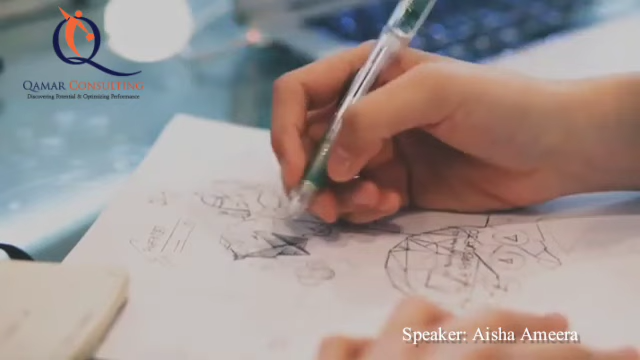 QAMAR CONSULTING
Discovering Potential & Optimizing Performance
Speaker: Aisha Ameera